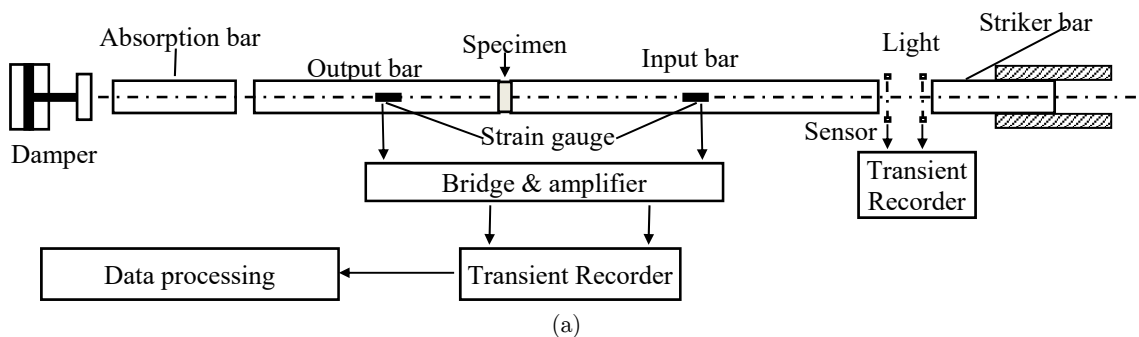 Absorption bar
Output bar
Specimen
Input bar
Light
Striker bar
Damper
Strain gauge
Sensor
Bridge & amplifier
Transient
Recorder
Data processing
Transient Recorder
(a)